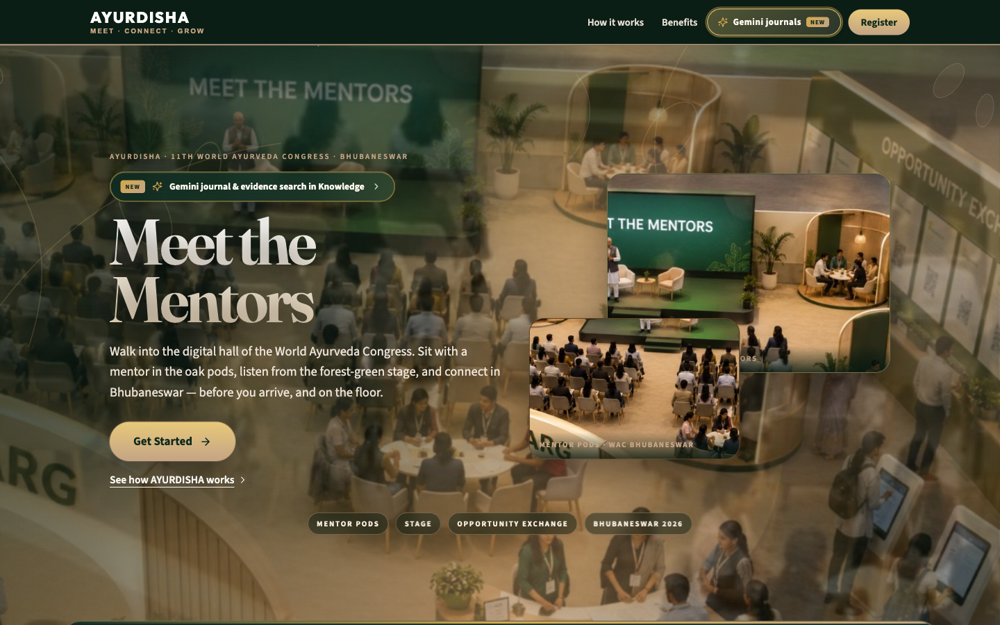 AYURDISHA
MEET · CONNECT · GROW
How it works
Benefits
Gemini journals NEW
Register
MEET THE MENTORS
OPPORTUNITY EXCH
AYURDISHA · 11TH WORLD AYURVEDA CONGRESS · BHUBANESWAR
NEW Gemini journal & evidence search in Knowledge
Meet the
Mentors
T THE MENTORS
ORS
Walk into the digital hall of the World Ayurveda Congress. Sit with a
mentor in the oak pods, listen from the forest-green stage, and connect in
Bhubaneswar — before you arrive, and on the floor.
ARG
MENTOR PODS · WAC BHUBANESWAR
Get Started
ARG
See how AYURDISHA works
MENTOR PODS
STAGE
OPPORTUNITY EXCHANGE
BHUBANESWAR 2026